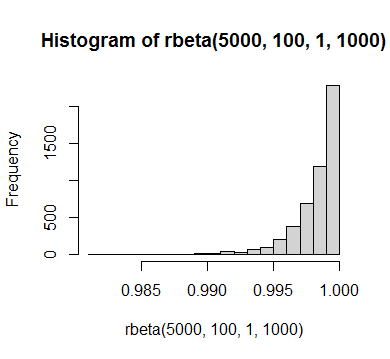 Histogram of rbeta(5000, 100, 1, 1000)
Frequency
1500
500
0
0.985 0.990 0.995 1.000
rbeta(5000, 100, 1, 1000)